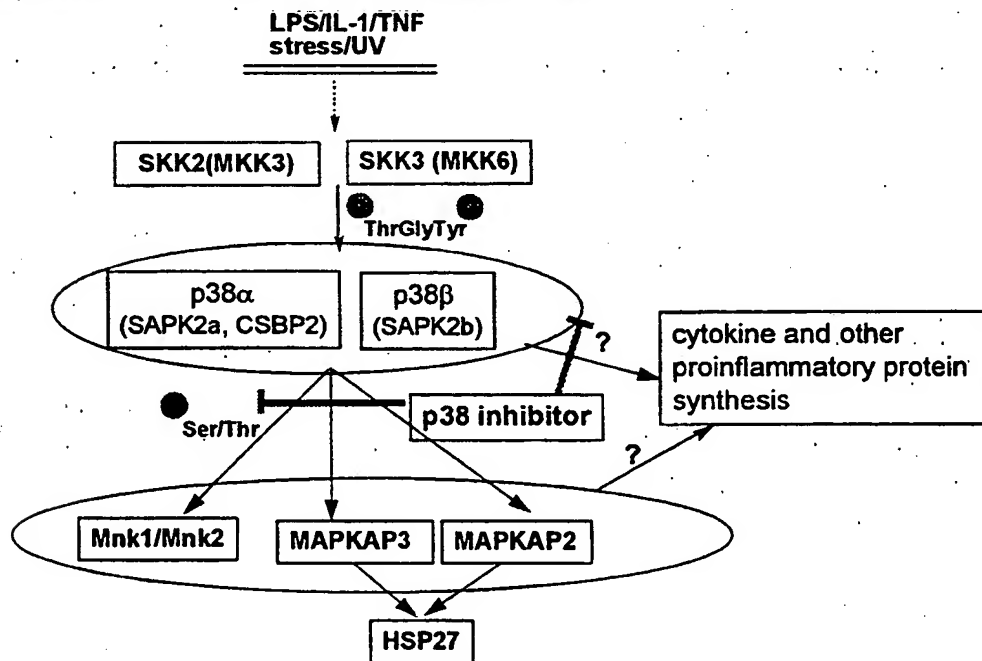 LPS/IL-1/TNF
stress/UV
SKK2(MKK3)
SKK3 (MKK6)
ThrGlyTyr
p38α
(SAPK2a, CSBP2)
p38β
(SAPK2b)
?
cytokine and other
proinflammatory protein
synthesis
p38 inhibitor
Ser/Thr
?
Mnk1/Mnk2
MAPKAP3
MAPKAP2
HSP27